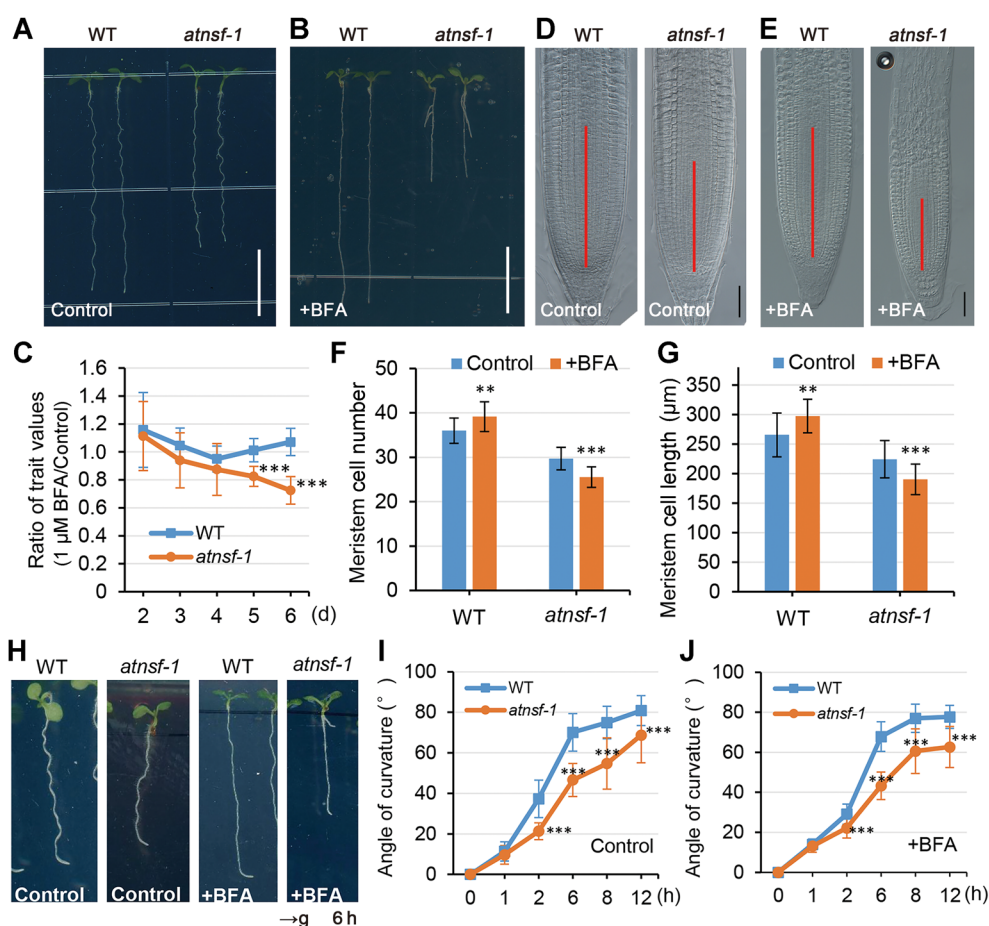 A WT atnsf-1
B WT atnsf-1
D WT atnsf-1
E WT atnsf-1
Control
+BFA
Control
Control
+BFA
+BFA
C
Ratio of trait values
(1 µM BFA/Control)
1.6
1.4
1.2
1.0
0.8
0.6
0.4
0.2
0
***
***
WT
atnsf-1
2 3 4 5 6 (d)
F
Control +BFA
Meristem cell number
50
40
30
20
10
0
**
***
WT atnsf-1
G
Control +BFA
Meristem cell length (µm)
350
300
250
200
150
100
50
0
**
***
WT atnsf-1
H
WT atnsf-1 WT atnsf-1
Control Control +BFA +BFA
→g 6 h
I
Angle of curvature (°)
100
80
60
40
20
0
WT
atnsf-1
***
***
***
***
Control
0 1 2 6 8 12 (h)
J
Angle of curvature (°)
100
80
60
40
20
0
WT
atnsf-1
***
***
***
***
+BFA
0 1 2 6 8 12 (h)